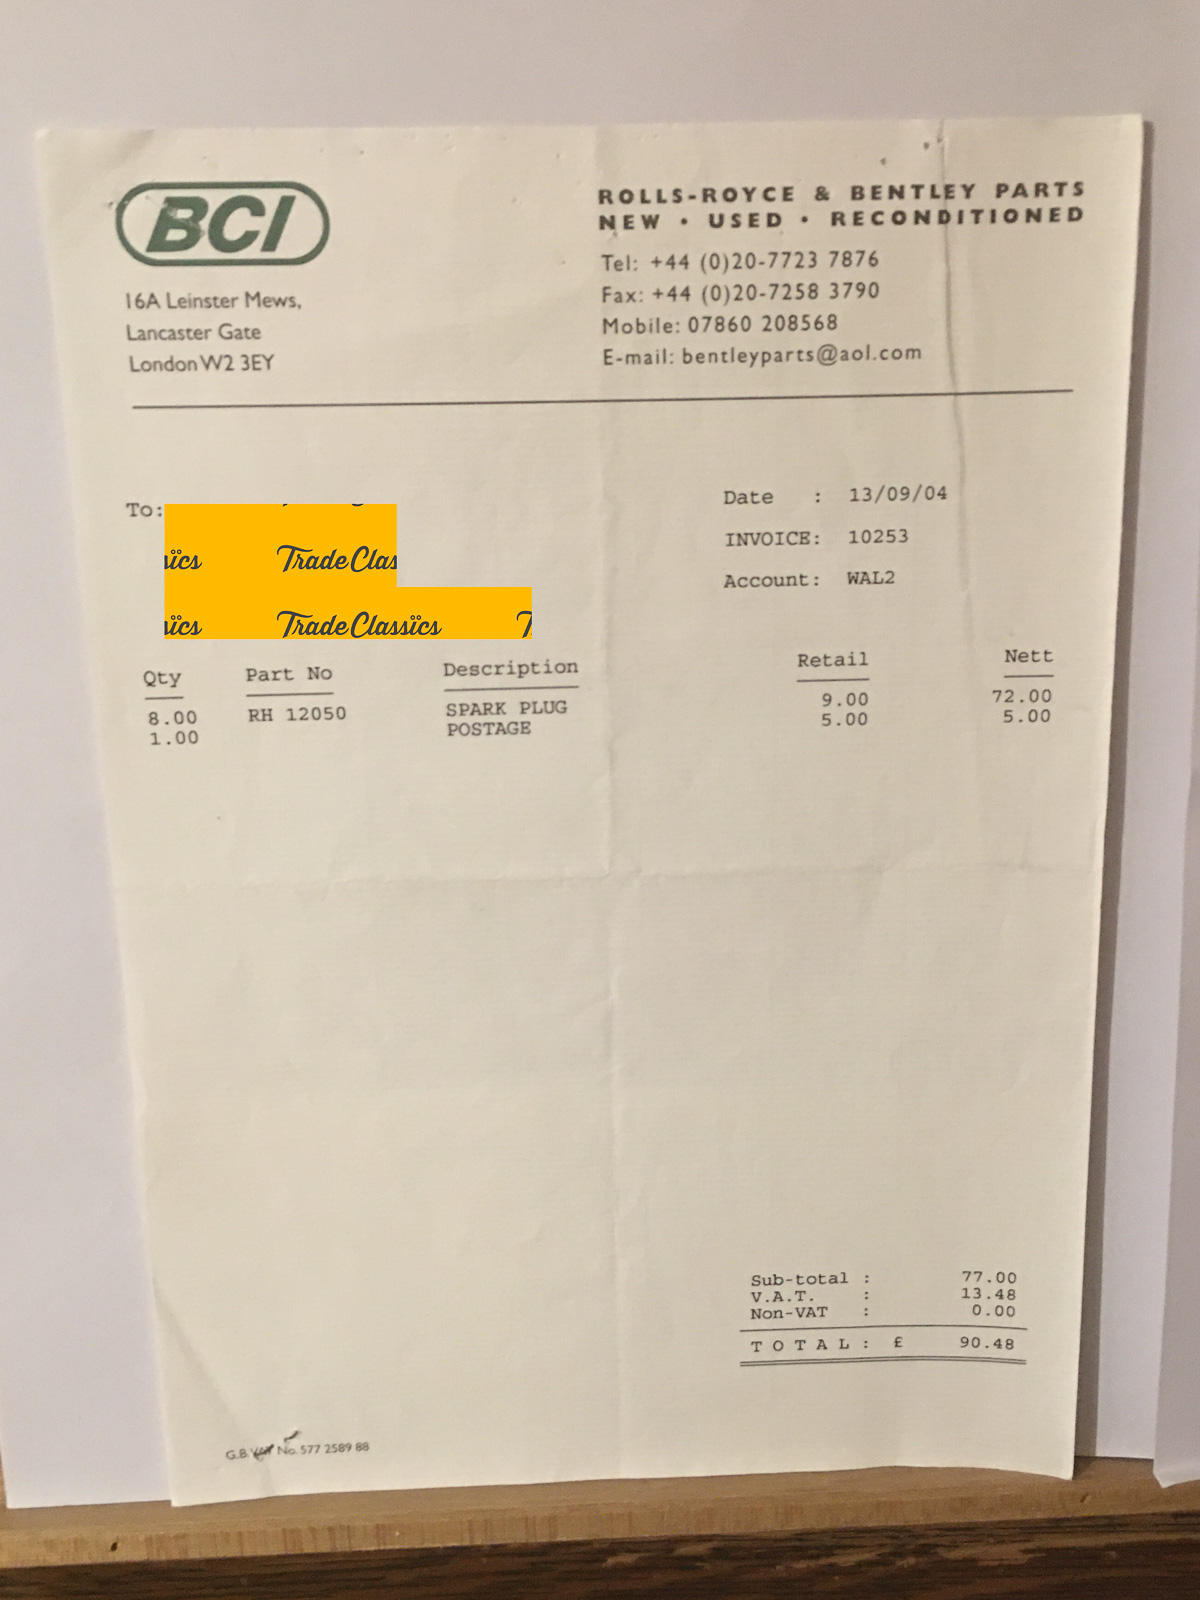 BCI
16A Leinster Mews,
Lancaster Gate
London W2 3EY
ROLLS-ROYCE & BENTLEY PARTS
NEW • USED • RECONDITIONED
Tel: +44 (0)20-7723 7876
Fax: +44 (0)20-7258 3790
Mobile: 07860 208568
E-mail: bentleyparts@aol.com
To:
Trade Classics
Date : 13/09/04
INVOICE: 10253
Account: WAL2
Qty Part No Description Retail Nett
8.00 RH 12050 SPARK PLUG 9.00 72.00
1.00 POSTAGE 5.00 5.00
Sub-total : 77.00
V.A.T. : 13.48
Non-VAT : 0.00
TOTAL: £ 90.48
G.B. VAT No. 577 2589 88